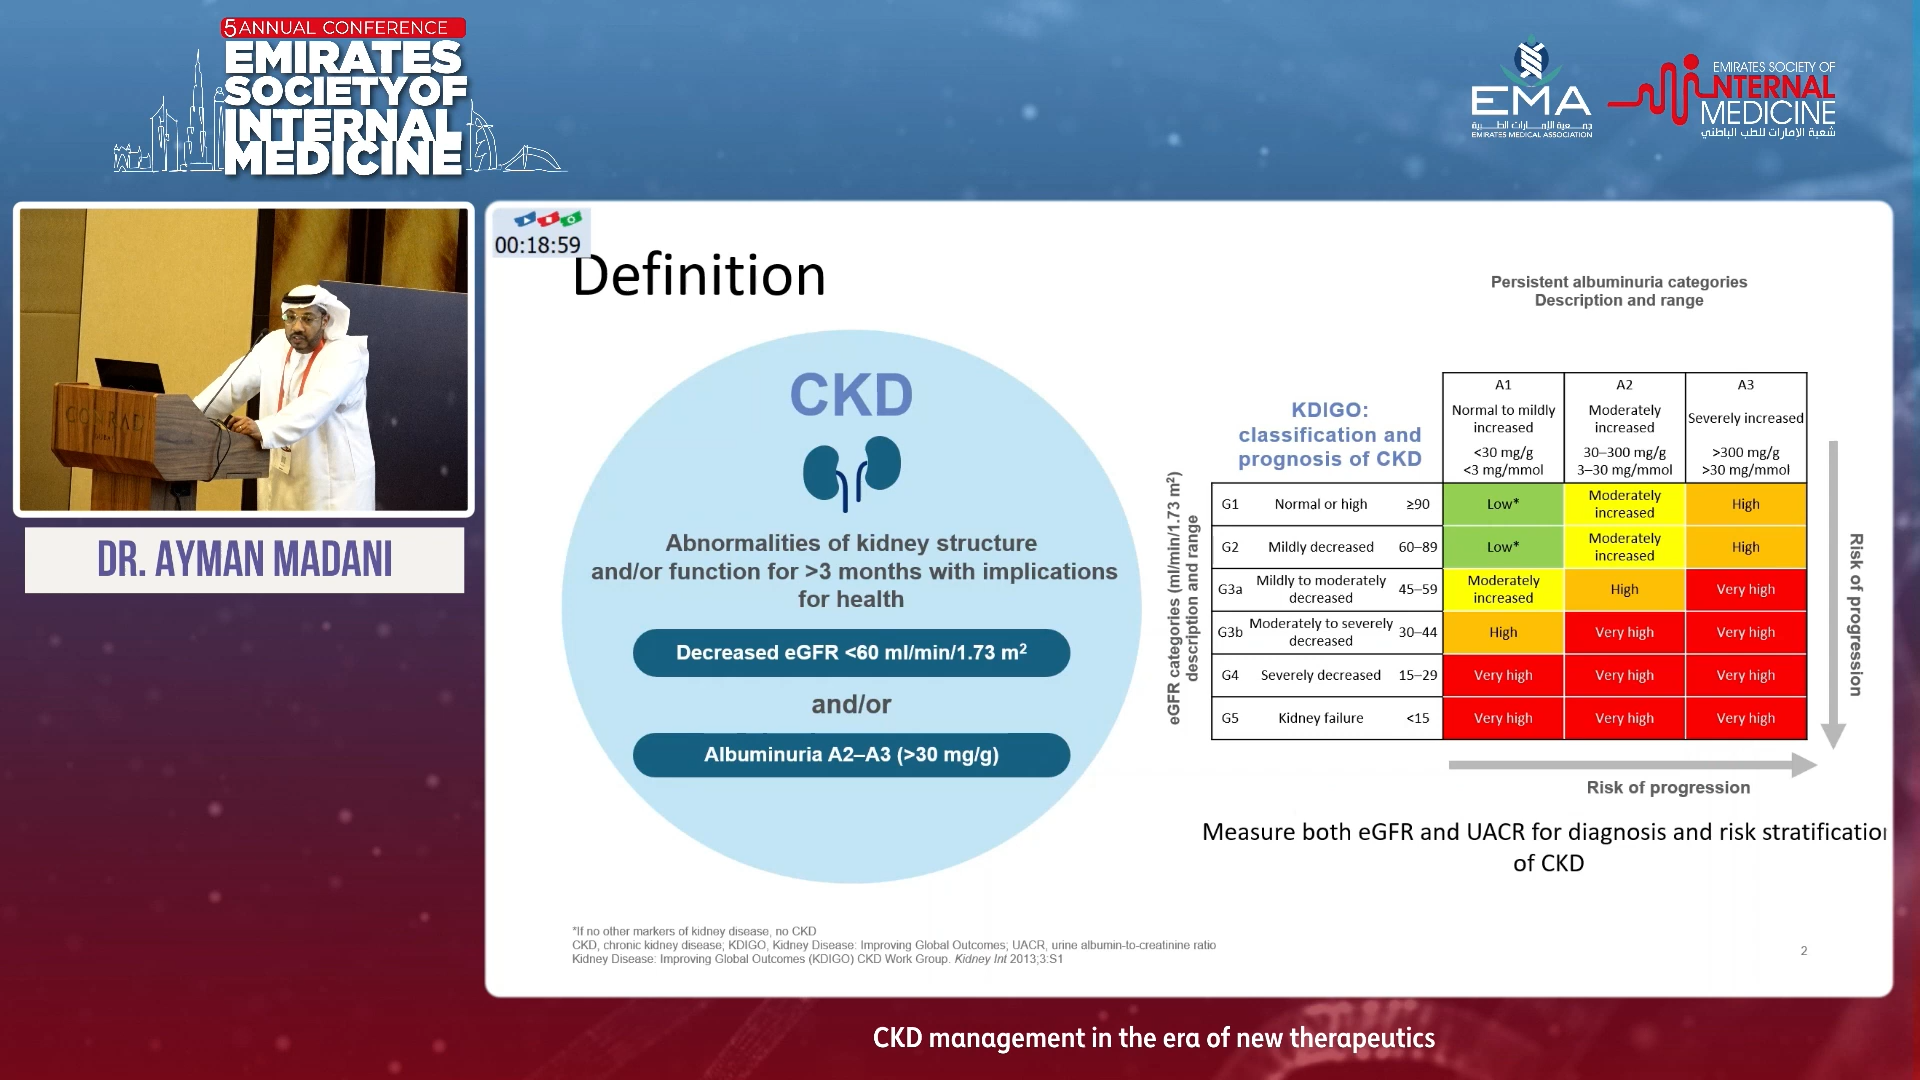 5 ANNUAL CONFERENCE
EMIRATES
SOCIETY OF
INTERNAL
MEDICINE
EMA
جمعية الإمارات الطبية
EMIRATES MEDICAL ASSOCIATION
EMIRATES SOCIETY OF
INTERNAL
MEDICINE
شعبة الإمارات للطب الباطني
CONRAD
DR. AYMAN MADANI
00:18:59
Definition
CKD
Abnormalities of kidney structure
and/or function for >3 months with implications
for health
Decreased eGFR <60 ml/min/1.73 m²
and/or
Albuminuria A2–A3 (>30 mg/g)
Persistent albuminuria categories
Description and range
KDIGO:
classification and
prognosis of CKD
A1 A2 A3
Normal to mildly increased Moderately increased Severely increased
<30 mg/g 30–300 mg/g >300 mg/g
<3 mg/mmol 3–30 mg/mmol >30 mg/mmol
eGFR categories (ml/min/1.73 m²)
description and range
G1 Normal or high ≥90 Low* Moderately increased High
G2 Mildly decreased 60–89 Low* Moderately increased High
G3a Mildly to moderately decreased 45–59 Moderately increased High Very high
G3b Moderately to severely decreased 30–44 High Very high Very high
G4 Severely decreased 15–29 Very high Very high Very high
G5 Kidney failure <15 Very high Very high Very high
Risk of progression
Risk of progression
Measure both eGFR and UACR for diagnosis and risk stratification
of CKD
*If no other markers of kidney disease, no CKD
CKD, chronic kidney disease; KDIGO, Kidney Disease: Improving Global Outcomes; UACR, urine albumin-to-creatinine ratio
Kidney Disease: Improving Global Outcomes (KDIGO) CKD Work Group. Kidney Int 2013;3:S1
2
CKD management in the era of new therapeutics